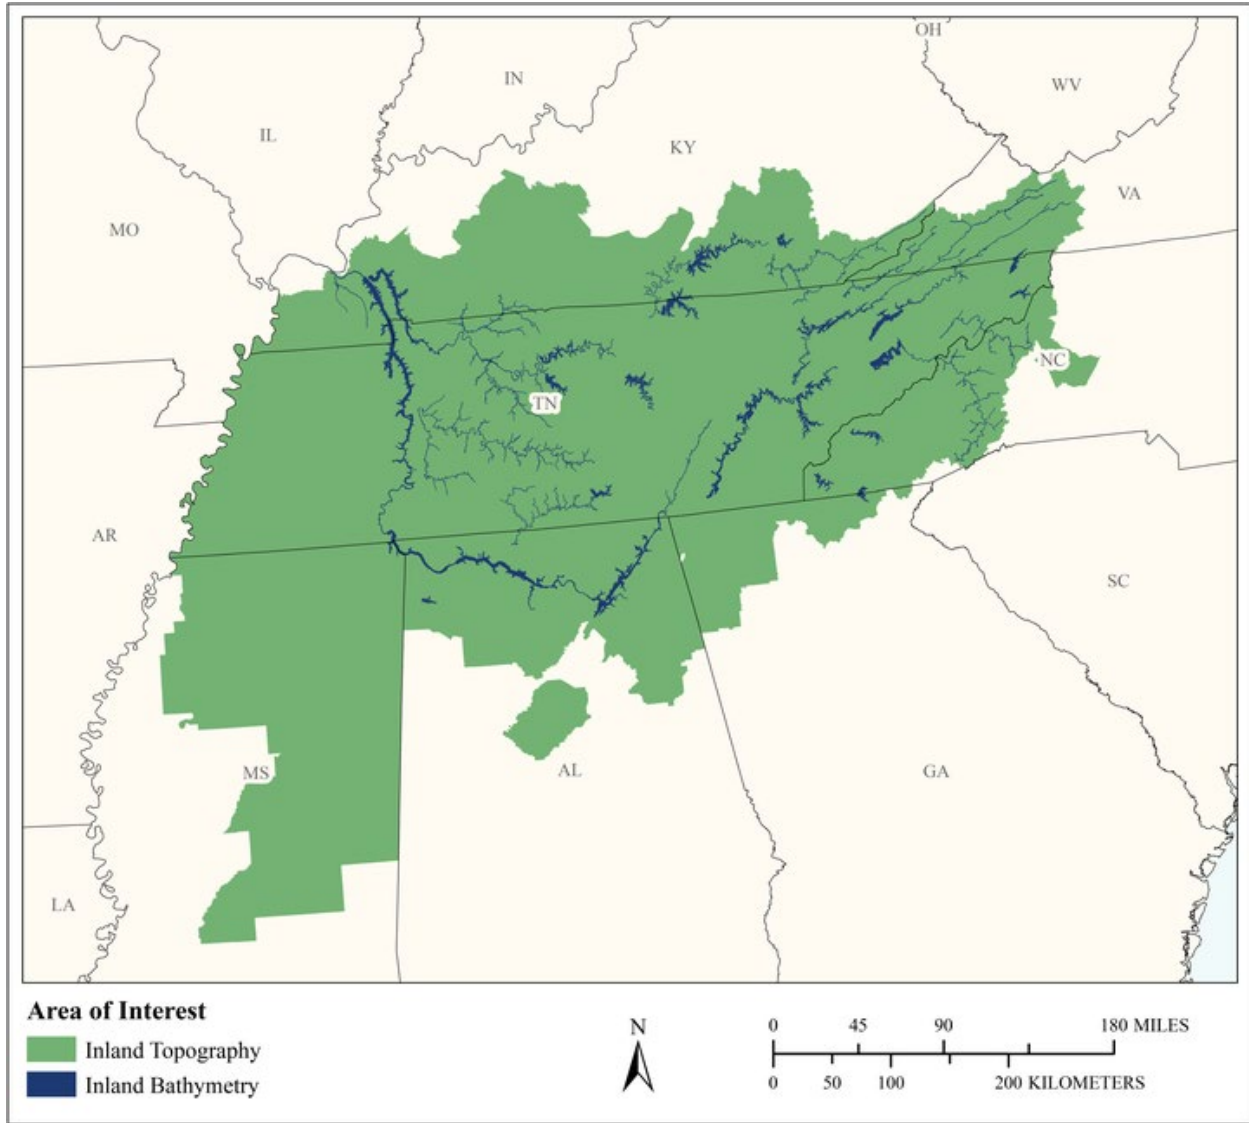 OH
IN
WV
IL
KY
VA
MO
NC
TN
AR
SC
MS
AL
GA
LA
Area of Interest
Inland Topography
Inland Bathymetry
N
0 45 90 180 MILES
0 50 100 200 KILOMETERS